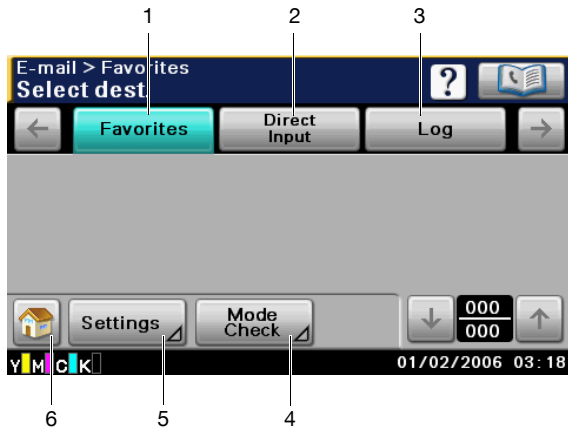 1 2 3
E-mail > Favorites
Select dest.
?
Favorites
Direct
Input
Log
Settings
Mode
Check
000
000
Y M C K
01/02/2006 03:18
6 5 4